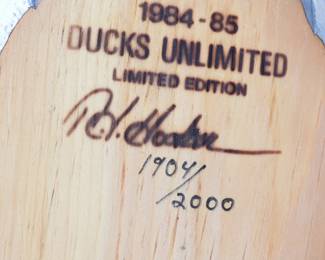 1984-85
DUCKS UNLIMITED
LIMITED EDITION
1904/
2000